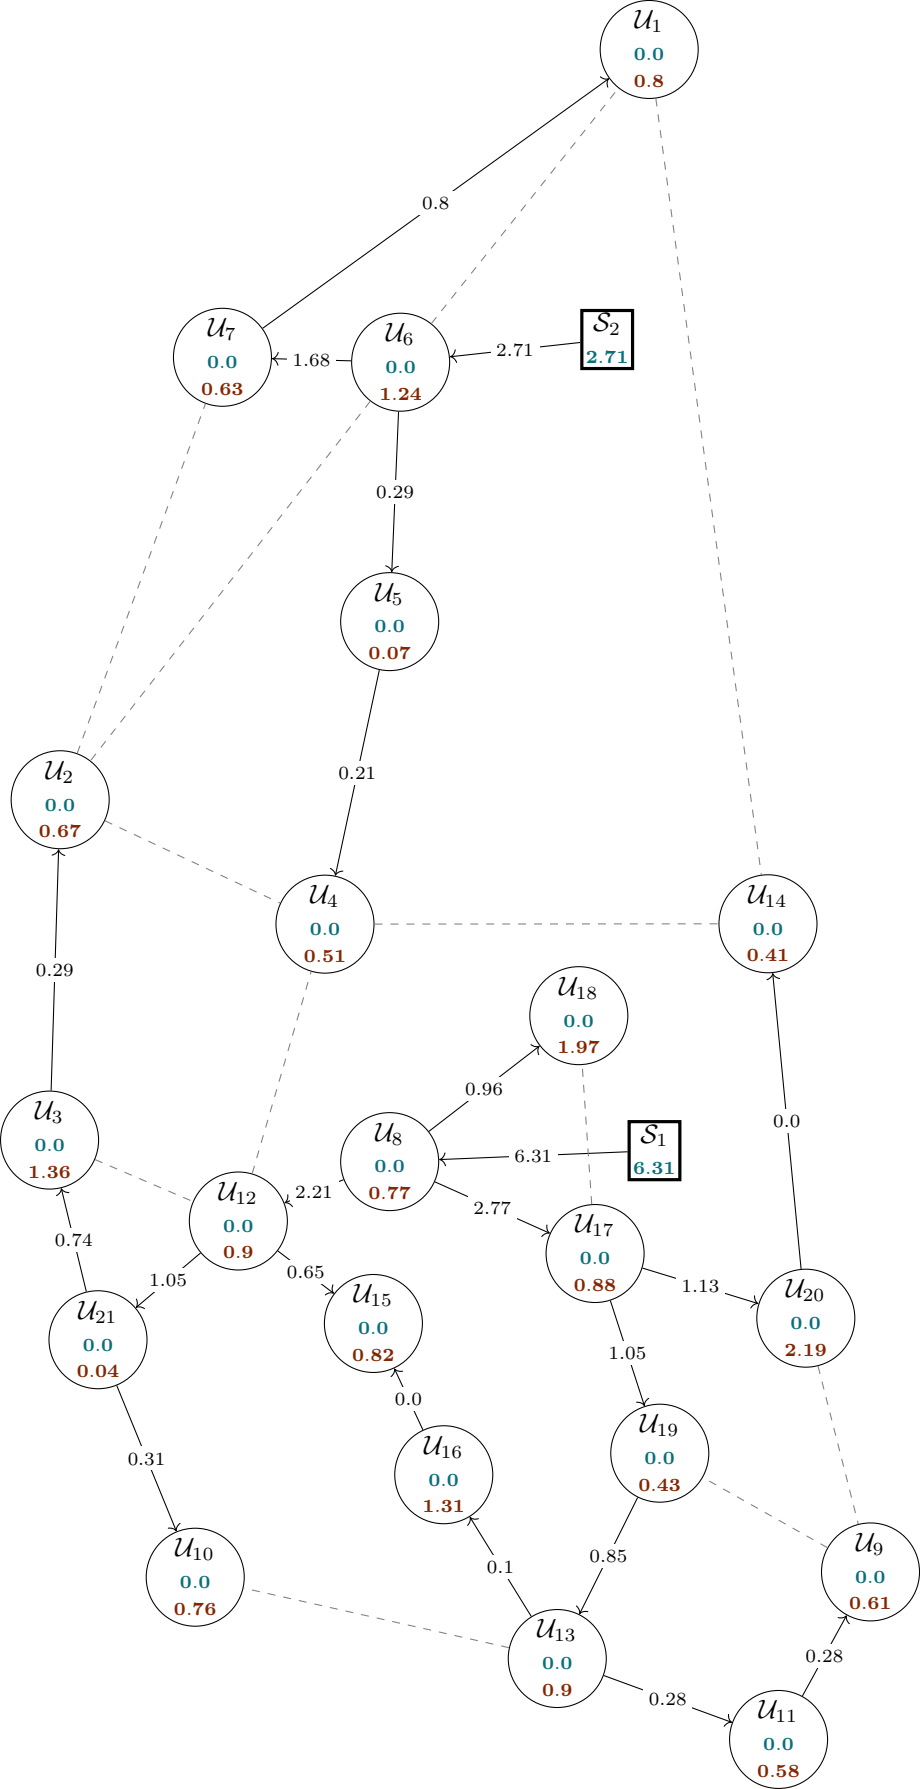 𝒰₁
0.0
0.8
0.8
𝒰₇
0.0
0.63
1.68
𝒰₆
0.0
1.24
2.71
𝒮₂
2.71
0.29
𝒰₅
0.0
0.07
0.21
𝒰₂
0.0
0.67
𝒰₄
0.0
0.51
𝒰₁₄
0.0
0.41
0.29
𝒰₁₈
0.0
1.97
0.96
0.0
𝒰₃
0.0
1.36
𝒰₈
0.0
0.77
6.31
𝒮₁
6.31
𝒰₁₂
0.0
0.9
2.21
2.77
𝒰₁₇
0.0
0.88
0.74
1.05
0.65
1.13
𝒰₂₀
0.0
2.19
𝒰₂₁
0.0
0.04
𝒰₁₅
0.0
0.82
1.05
0.0
0.31
𝒰₁₆
0.0
1.31
𝒰₁₉
0.0
0.43
𝒰₁₀
0.0
0.76
0.1
0.85
𝒰₉
0.0
0.61
𝒰₁₃
0.0
0.9
0.28
0.28
𝒰₁₁
0.0
0.58